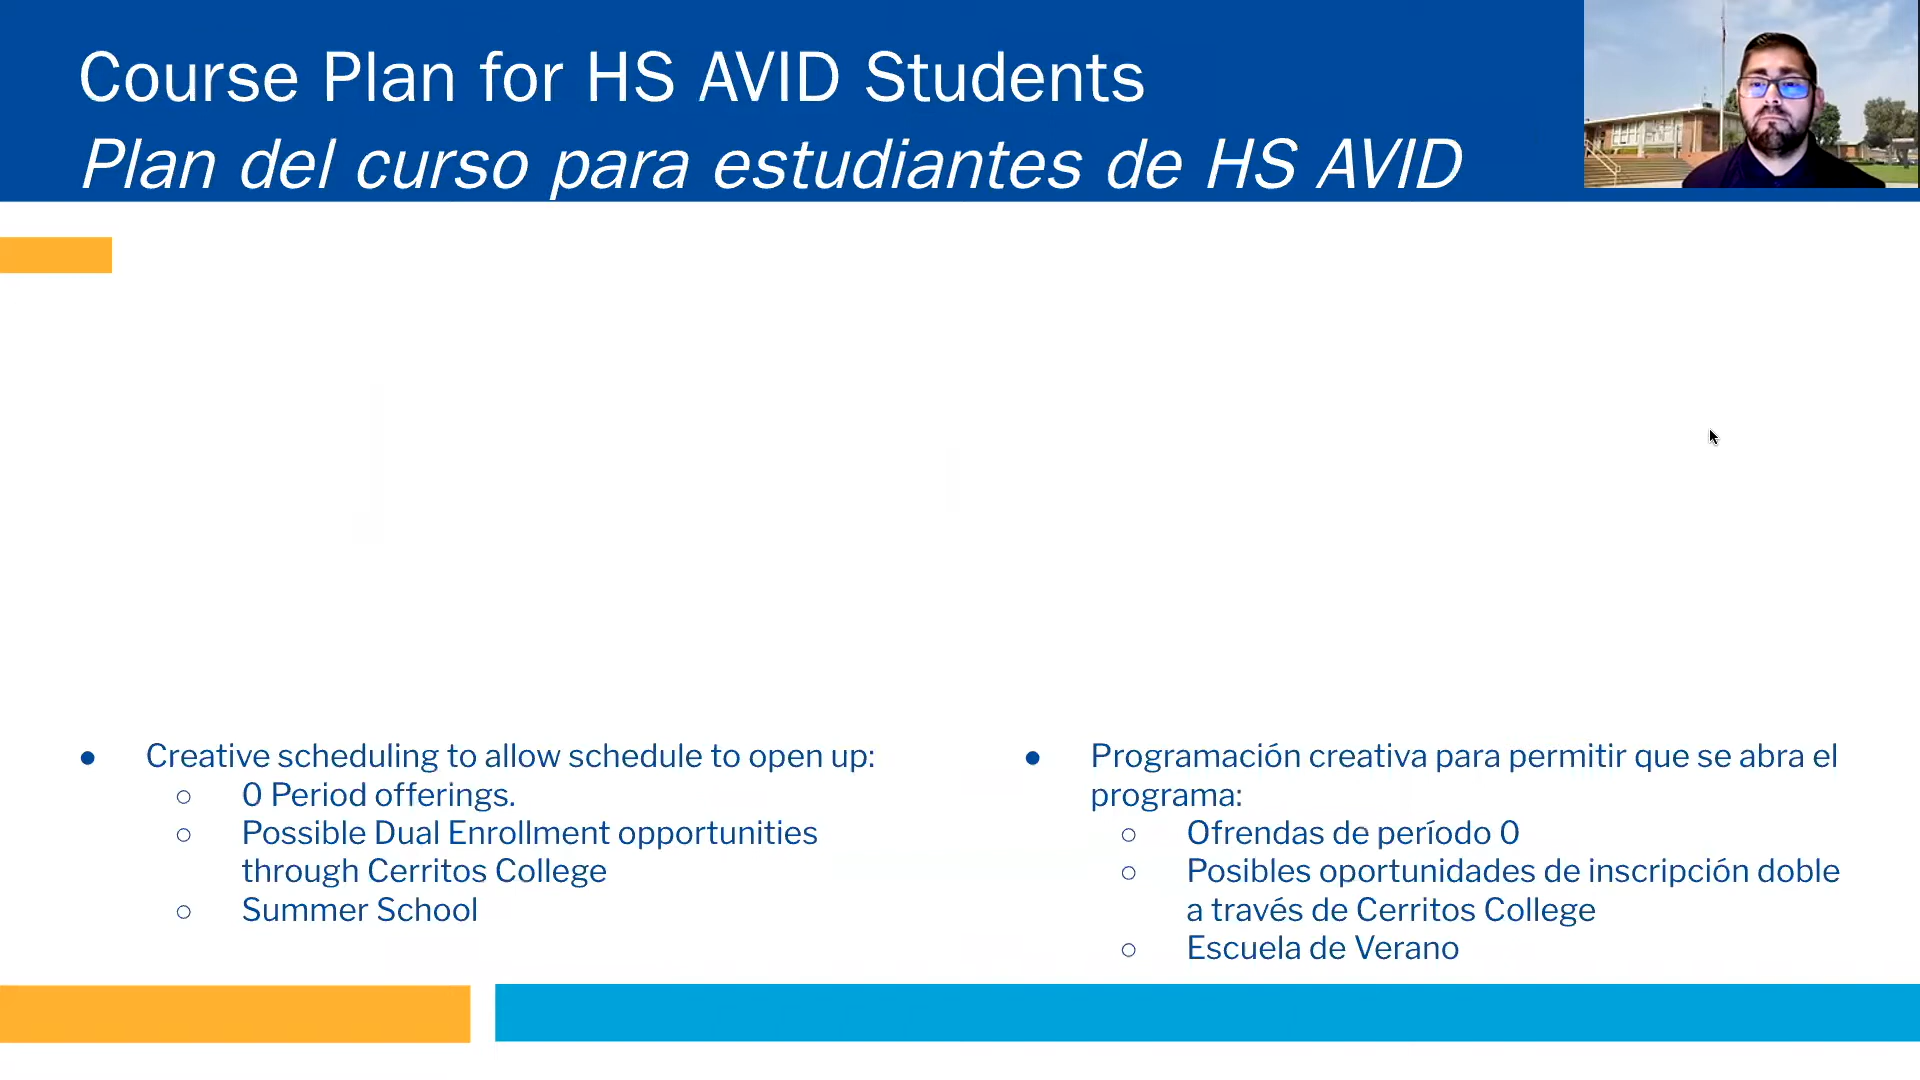 Course Plan for HS AVID Students
Plan del curso para estudiantes de HS AVID
● Creative scheduling to allow schedule to open up:
○ 0 Period offerings.
○ Possible Dual Enrollment opportunities
through Cerritos College
○ Summer School
● Programación creativa para permitir que se abra el
programa:
○ Ofrendas de período 0
○ Posibles oportunidades de inscripción doble
a través de Cerritos College
○ Escuela de Verano